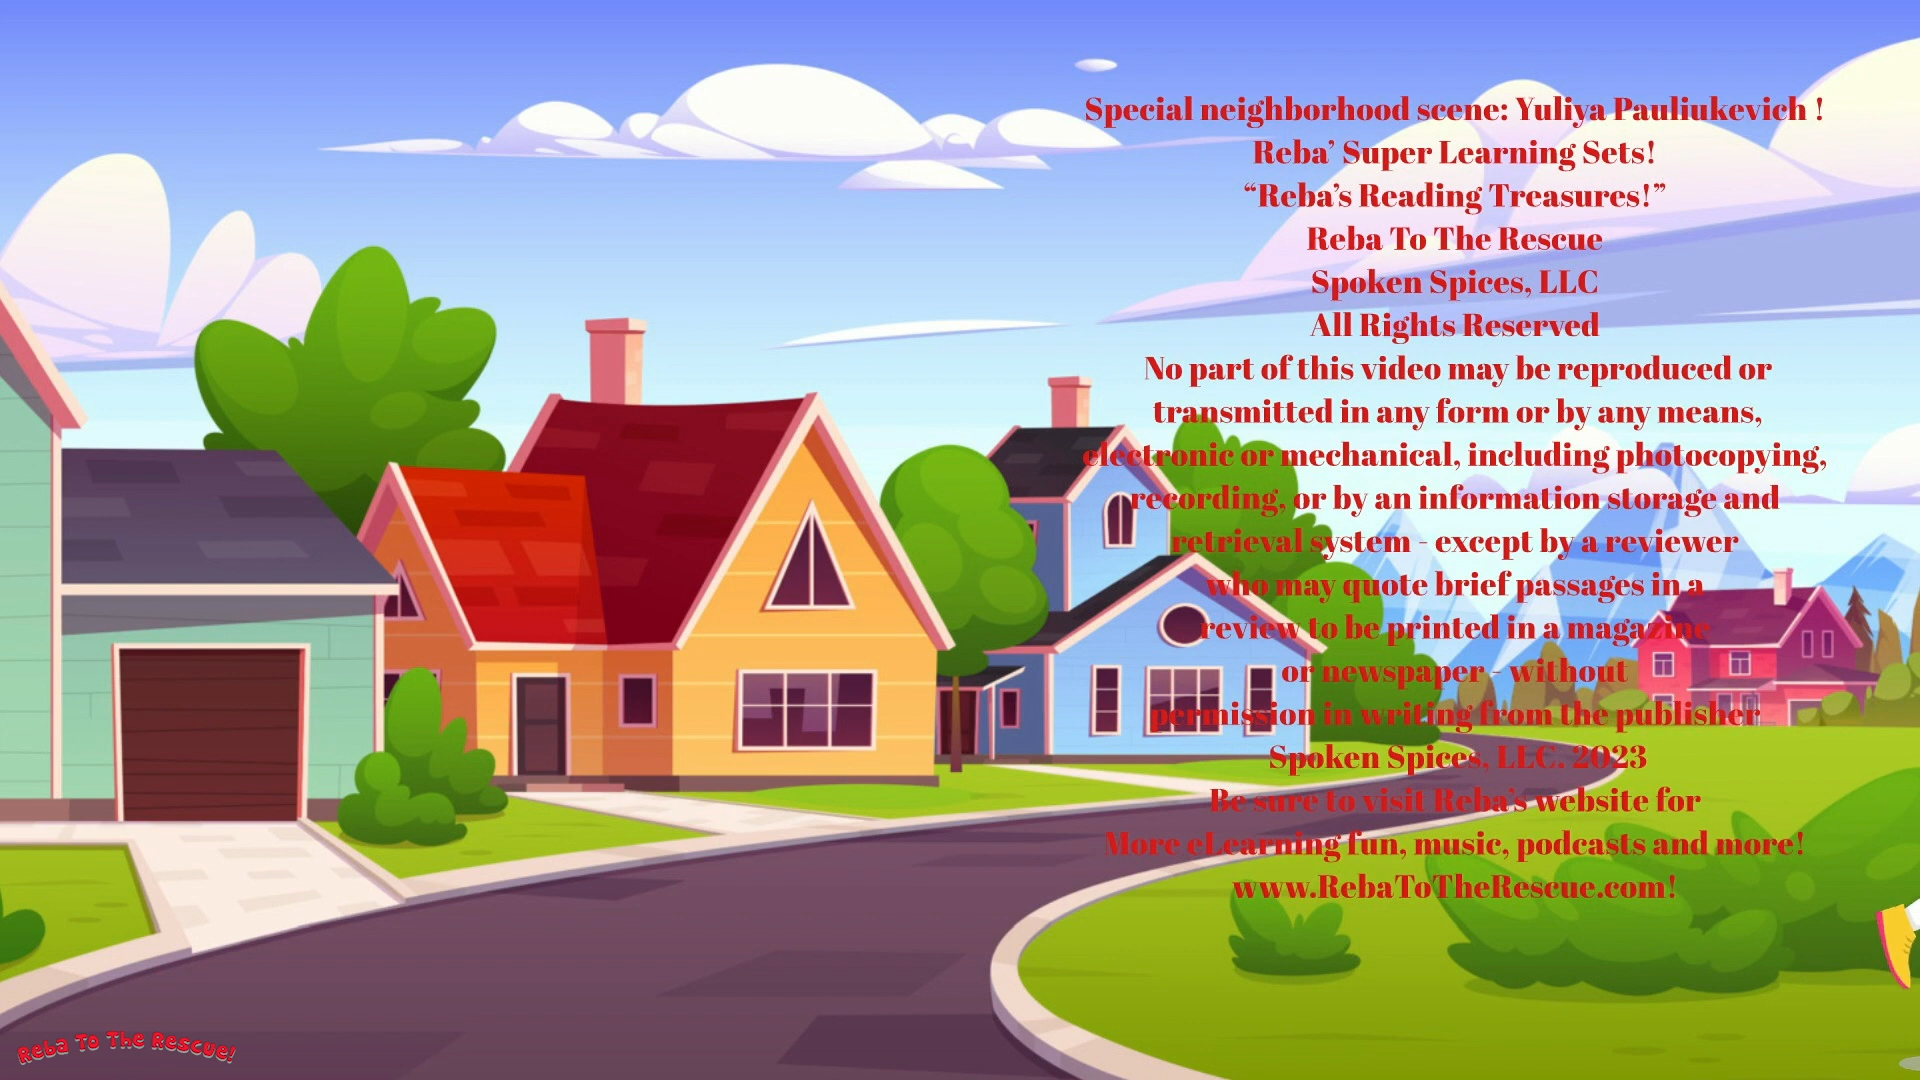 Special neighborhood scene: Yuliya Pauliukevich !
Reba’ Super Learning Sets!
“Reba’s Reading Treasures!”
Reba To The Rescue
Spoken Spices, LLC
All Rights Reserved
No part of this video may be reproduced or
transmitted in any form or by any means,
electronic or mechanical, including photocopying,
recording, or by an information storage and
retrieval system - except by a reviewer
who may quote brief passages in a
review to be printed in a magazine
or newspaper - without
permission in writing from the publisher
Spoken Spices, LLC. 2023
Be sure to visit Reba’s website for
More eLearning fun, music, podcasts and more!
www.RebaToTheRescue.com!
Reba To The Rescue!